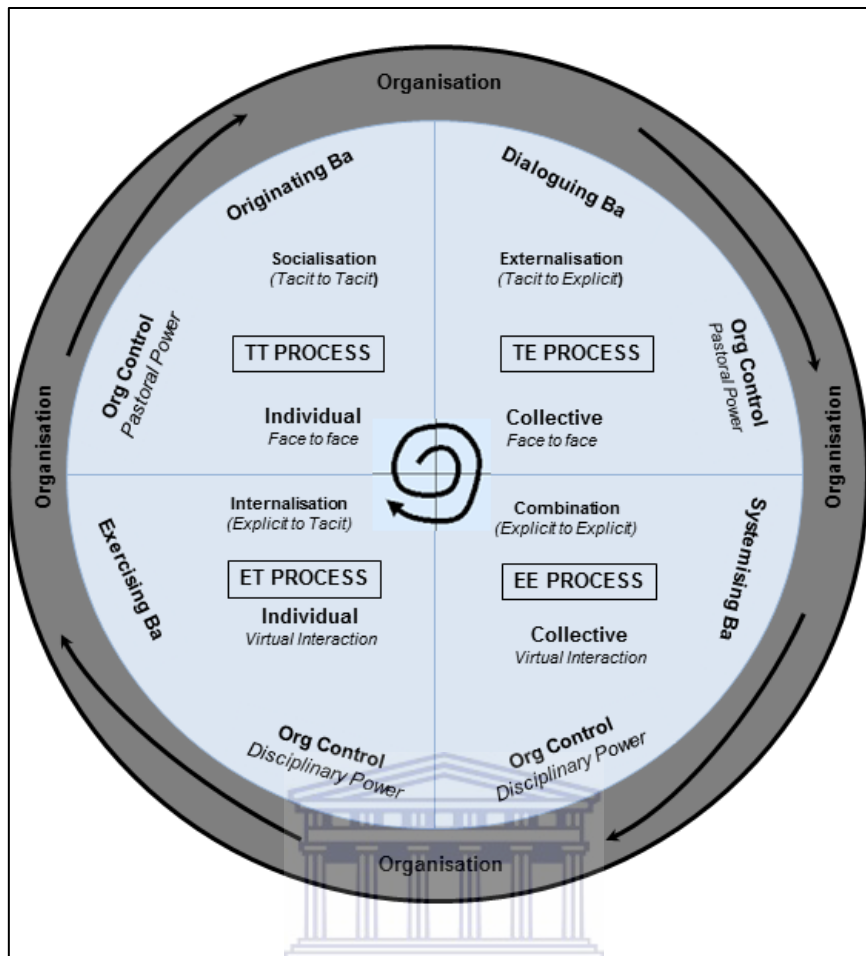 Organisation
Originating Ba
Dialoguing Ba
Socialisation
(Tacit to Tacit)
Externalisation
(Tacit to Explicit)
TT PROCESS
TE PROCESS
Org Control
Pastoral Power
Org Control
Pastoral Power
Individual
Face to face
Collective
Face to face
Organisation
Organisation
Internalisation
(Explicit to Tacit)
Combination
(Explicit to Explicit)
Exercising Ba
Systemising Ba
ET PROCESS
EE PROCESS
Individual
Virtual Interaction
Collective
Virtual Interaction
Org Control
Disciplinary Power
Org Control
Disciplinary Power
Organisation